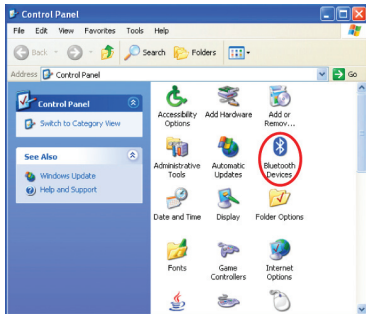 Control Panel
File Edit View Favorites Tools Help
Back Search Folders
Address Control Panel Go
Control Panel
Switch to Category View
See Also
Windows Update
Help and Support
Accessibility Options
Add Hardware
Add or Remov...
Administrative Tools
Automatic Updates
Bluetooth Devices
Date and Time
Display
Folder Options
Fonts
Game Controllers
Internet Options